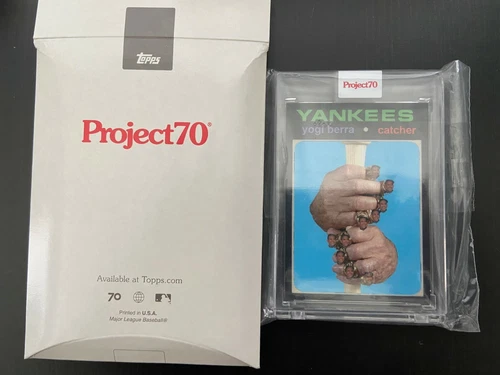 Topps
Project70®
Available at Topps.com
70
Printed in U.S.A.
Major League Baseball®
Project70
YANKEES
yogi berra • catcher